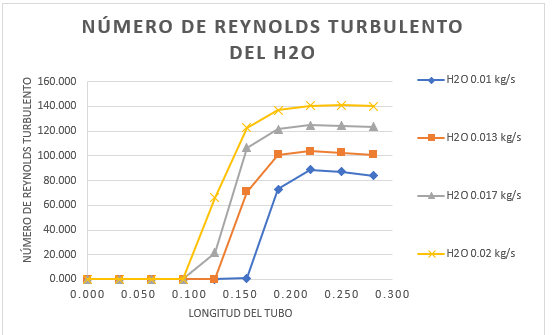 NÚMERO DE REYNOLDS TURBULENTO
DEL H2O
NÚMERO DE REYNOLDS TURBULENTO
160.000
140.000
120.000
100.000
80.000
60.000
40.000
20.000
0.000
0.000 0.050 0.100 0.150 0.200 0.250 0.300
LONGITUD DEL TUBO
H2O 0.01 kg/s
H2O 0.013 kg/s
H2O 0.017 kg/s
H2O 0.02 kg/s